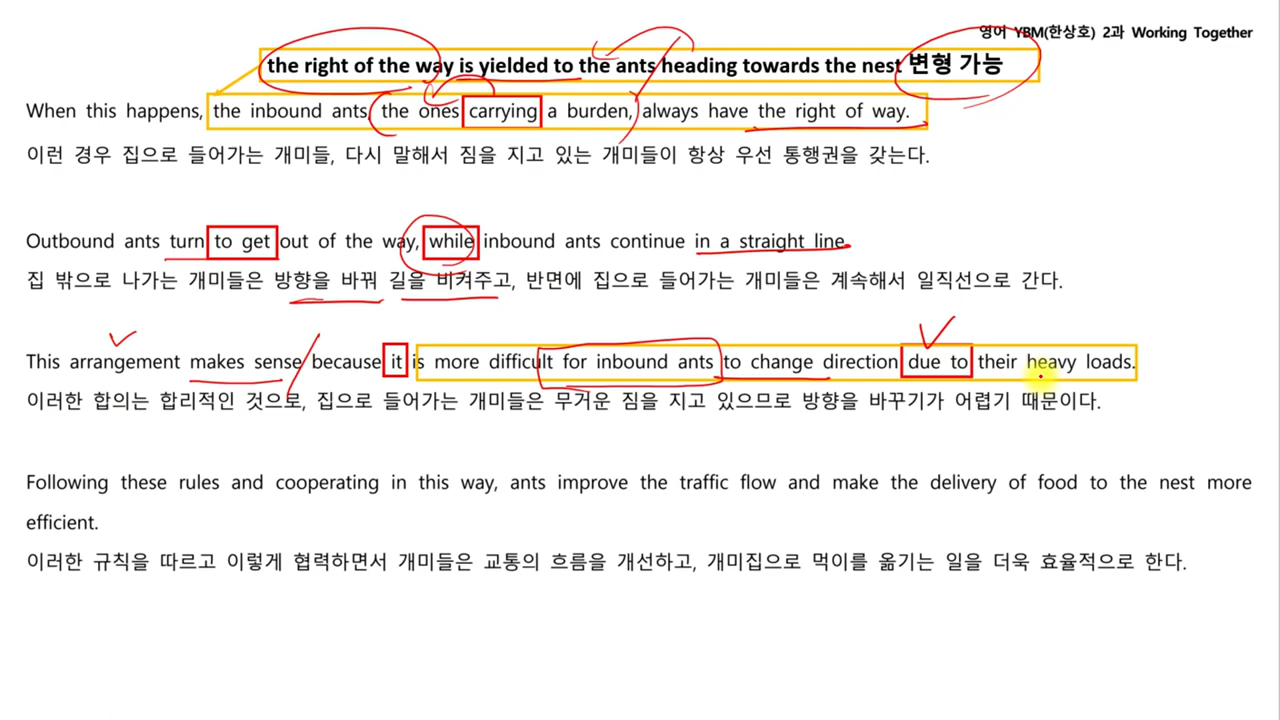 영어 YBM(한상호) 2과 Working Together
the right of the way is yielded to the ants heading towards the nest 변형 가능
When this happens, the inbound ants, the ones carrying a burden, always have the right of way.
이런 경우 집으로 들어가는 개미들, 다시 말해서 짐을 지고 있는 개미들이 항상 우선 통행권을 갖는다.
Outbound ants turn to get out of the way, while inbound ants continue in a straight line.
집 밖으로 나가는 개미들은 방향을 바꿔 길을 비켜주고, 반면에 집으로 들어가는 개미들은 계속해서 일직선으로 간다.
This arrangement makes sense because it is more difficult for inbound ants to change direction due to their heavy loads.
이러한 합의는 합리적인 것으로, 집으로 들어가는 개미들은 무거운 짐을 지고 있으므로 방향을 바꾸기가 어렵기 때문이다.
Following these rules and cooperating in this way, ants improve the traffic flow and make the delivery of food to the nest more
efficient.
이러한 규칙을 따르고 이렇게 협력하면서 개미들은 교통의 흐름을 개선하고, 개미집으로 먹이를 옮기는 일을 더욱 효율적으로 한다.